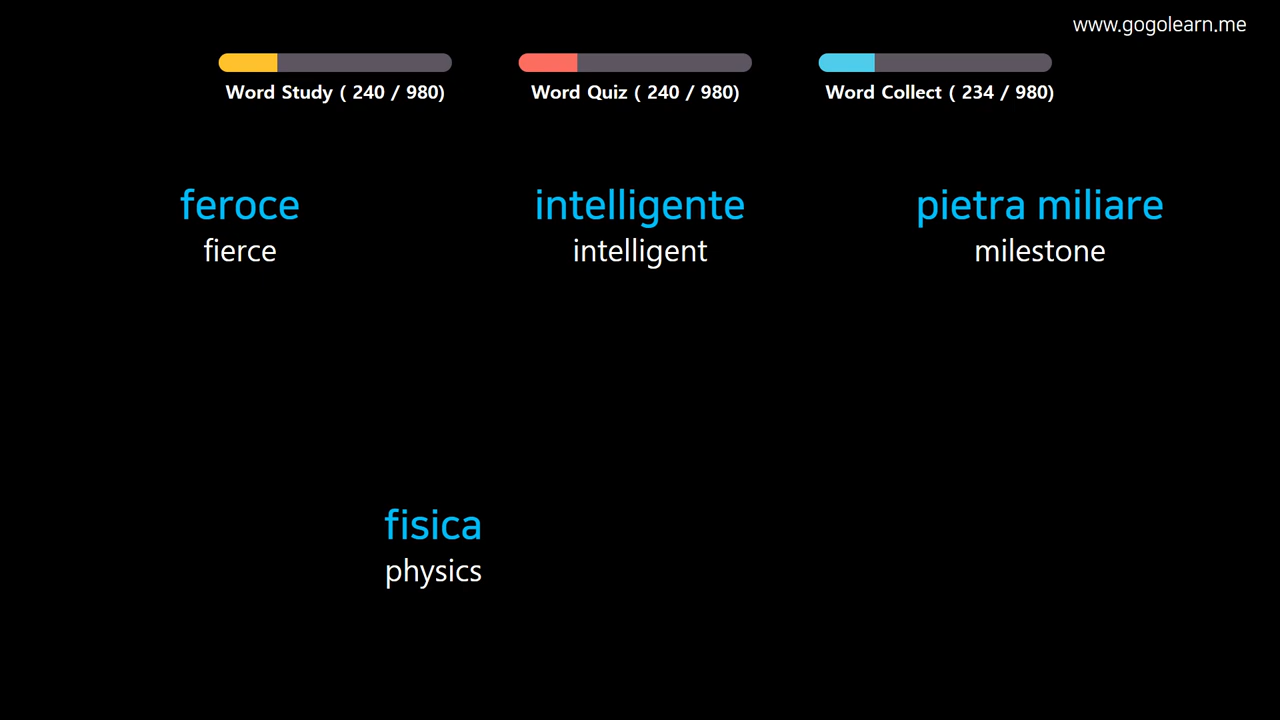 www.gogolearn.me
Word Study ( 240 / 980)
Word Quiz ( 240 / 980)
Word Collect ( 234 / 980)
feroce
fierce
intelligente
intelligent
pietra miliare
milestone
fisica
physics